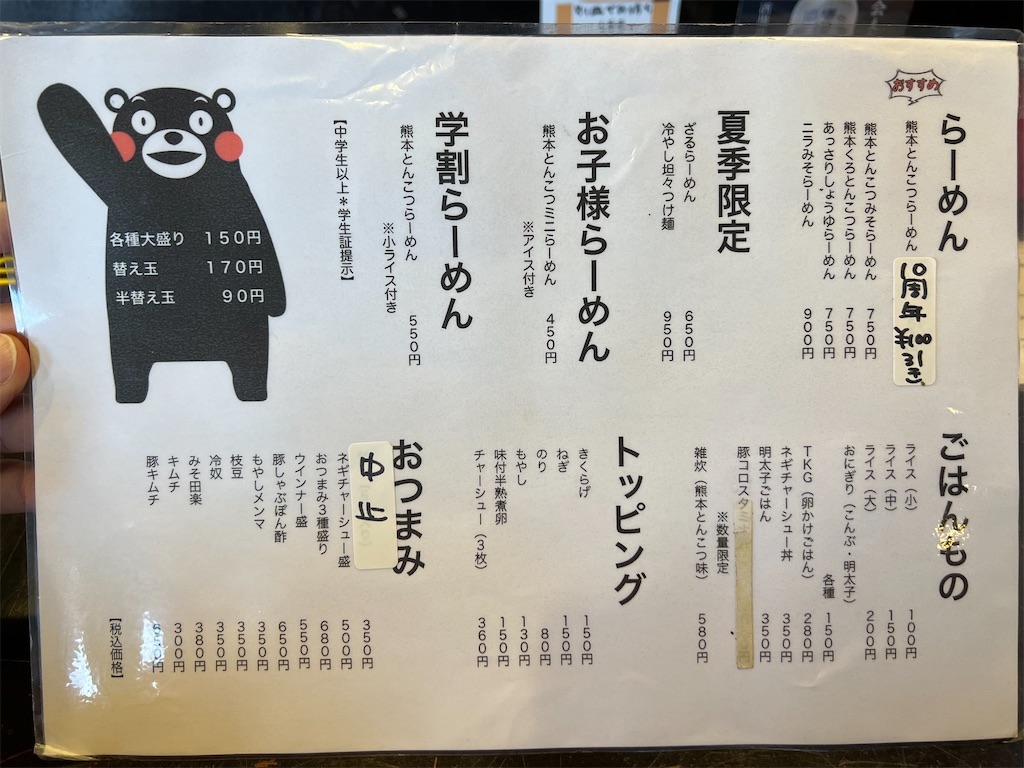 おすすめ
らーめん
熊本とんこつらーめん
熊本とんこつみそらーめん 750円
熊本くろとんこつらーめん 750円
あっさりしょうゆらーめん 750円
ニラみそらーめん 900円
夏季限定
ざるらーめん 650円
冷やし坦々つけ麺 950円
お子様らーめん
熊本とんこつミニらーめん 450円
※アイス付き
学割らーめん
熊本とんこつらーめん 550円
※小ライス付き
【中学生以上*学生証提示】
各種大盛り 150円
替え玉 170円
半替え玉 90円
ごはんもの
ライス（小） 100円
ライス（中） 150円
ライス（大） 200円
おにぎり（こんぶ・明太子）
各種 150円
TKG（卵かけごはん） 280円
ネギチャーシュー丼 350円
明太子ごはん 350円
豚コロスタミナ
※数量限定
雑炊（熊本とんこつ味） 580円
トッピング
きくらげ 150円
ねぎ 150円
のり 80円
もやし 130円
味付半熟煮卵 150円
チャーシュー（3枚） 360円
おつまみ
350円
ネギチャーシュー盛 500円
おつまみ3種盛り 680円
ウインナー盛 550円
豚しゃぶぽん酢 650円
もやしメンマ 350円
枝豆 350円
冷奴 350円
みそ田楽 380円
キムチ 300円
豚キムチ 650円
【税込価格】